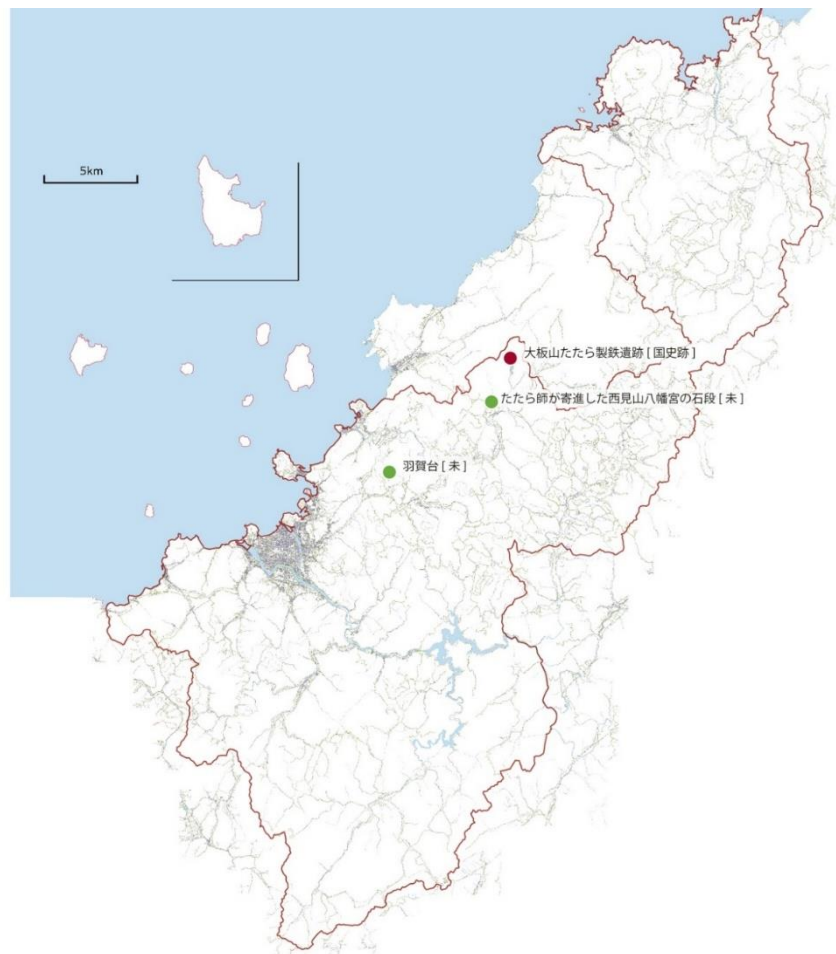 5km
大板山たたら製鉄遺跡 [ 国史跡 ]
たたら師が寄進した西見山八幡宮の石段 [ 未 ]
羽賀台 [ 未 ]